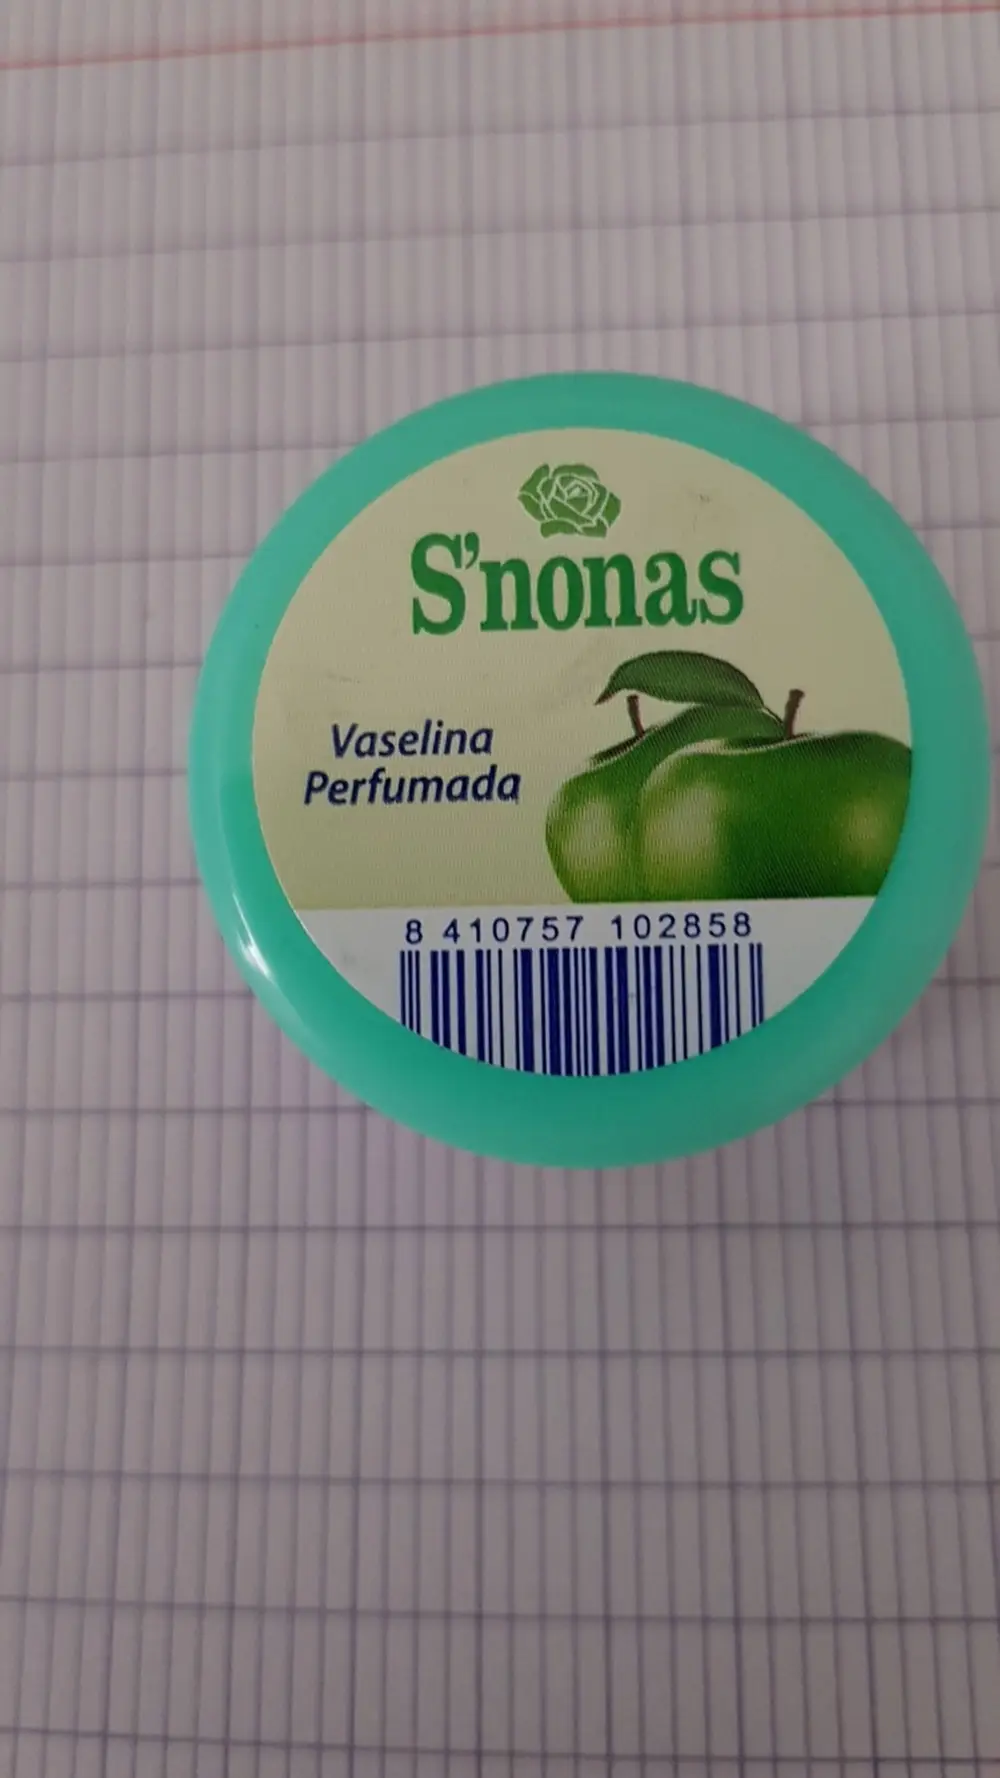 S'nonas
Vaselina
Perfumada
8 410757 102858